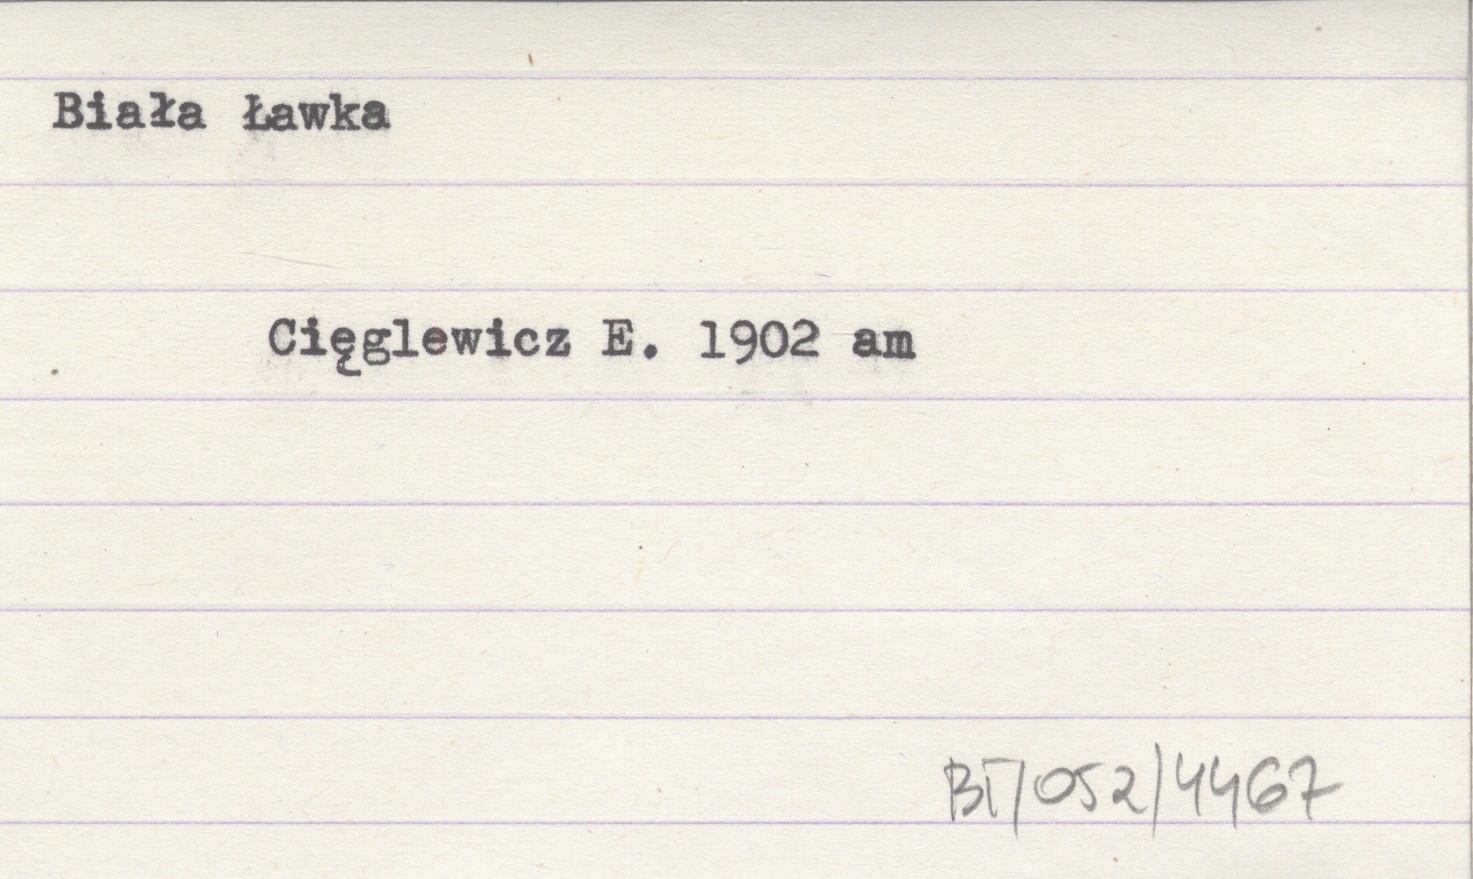 Biała Ławka
Cięglewicz E. 1902 am
BT/052/4467